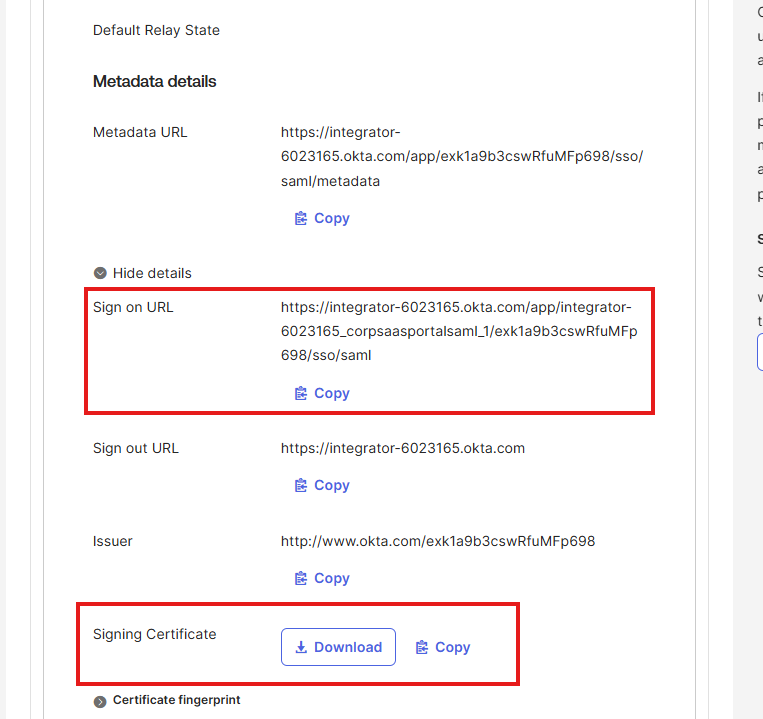 Default Relay State
Metadata details
Metadata URL
https://integrator-
6023165.okta.com/app/exk1a9b3cswRfuMFp698/sso/
saml/metadata
Copy
Hide details
Sign on URL
https://integrator-6023165.okta.com/app/integrator-
6023165_corpsaasportalsaml_1/exk1a9b3cswRfuMFp
698/sso/saml
Copy
Sign out URL
https://integrator-6023165.okta.com
Copy
Issuer
http://www.okta.com/exk1a9b3cswRfuMFp698
Copy
Signing Certificate
Download
Copy
Certificate fingerprint